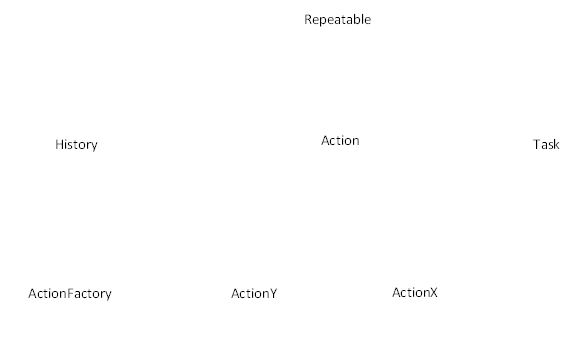 Repeatable
History
Action
Task
ActionFactory
ActionY
ActionX